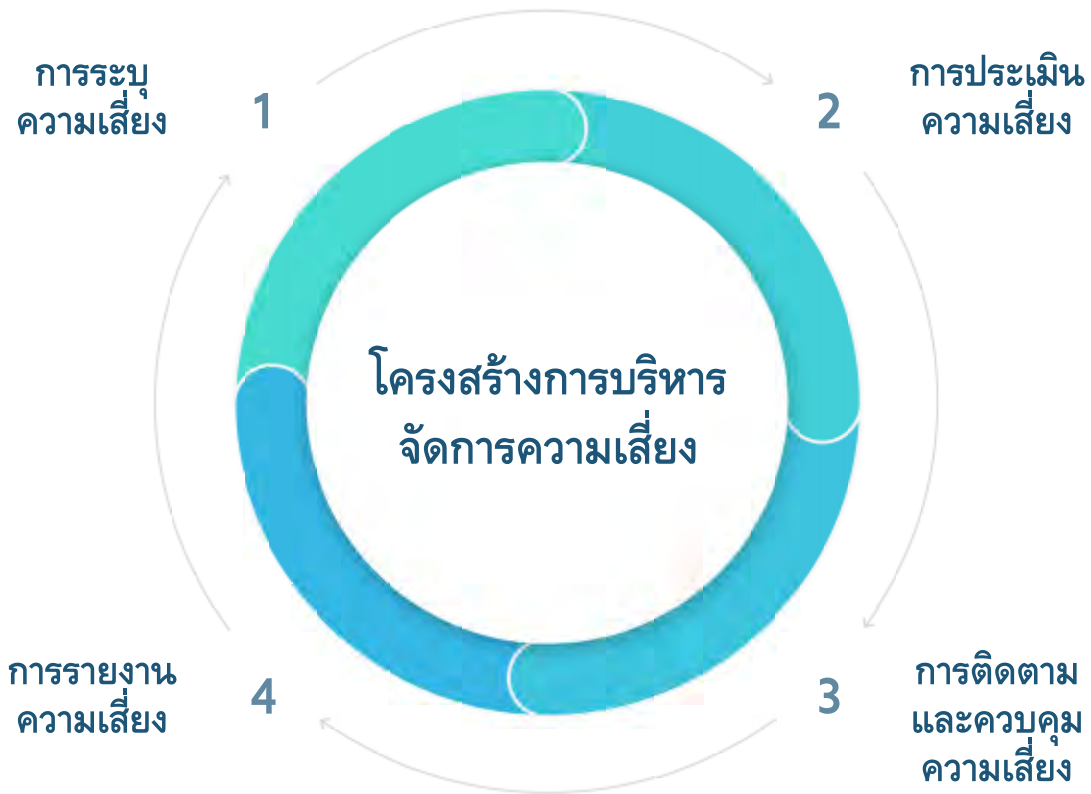 การระบุ
ความเสี่ยง
1
2
การประเมิน
ความเสี่ยง
โครงสร้างการบริหาร
จัดการความเสี่ยง
การรายงาน
ความเสี่ยง
4
3
การติดตาม
และควบคุม
ความเสี่ยง